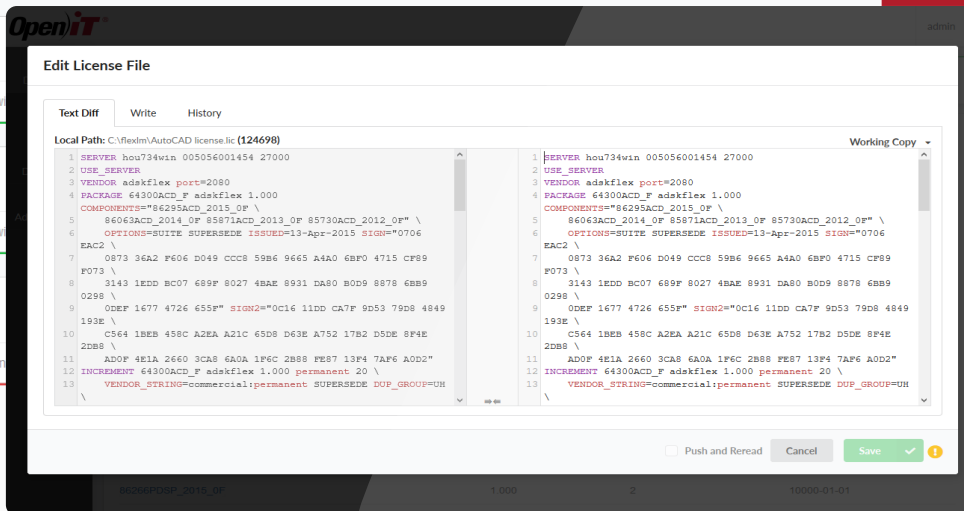 Open iT
admin
Edit License File
Text Diff Write History
Local Path: C:\flexlm\AutoCAD license.lic (124698)
Working Copy
1 SERVER hou734win 005056001454 27000
2 USE_SERVER
3 VENDOR adskflex port=2080
4 PACKAGE 64300ACD_F adskflex 1.000
COMPONENTS="86295ACD_2015_0F \
5 86063ACD_2014_0F 85871ACD_2013_0F 85730ACD_2012_0F" \
6 OPTIONS=SUITE SUPERSEDE ISSUED=13-Apr-2015 SIGN="0706
EAC2 \
7 0873 36A2 F606 D049 CCC8 59B6 9665 A4A0 6BF0 4715 CF89
F073 \
8 3143 1EDD BC07 689F 8027 4BAE 8931 DA80 B0D9 8878 6BB9
0298 \
9 0DEF 1677 4726 655F" SIGN2="0C16 11DD CA7F 9D53 79D8 4849
193E \
10 C564 1BEB 458C A2EA A21C 65D8 D63E A752 17B2 D5DE 8F4E
2DB8 \
11 AD0F 4E1A 2660 3CA8 6A0A 1F6C 2B88 FE87 13F4 7AF6 A0D2"
12 INCREMENT 64300ACD_F adskflex 1.000 permanent 20 \
13 VENDOR_STRING=commercial:permanent SUPERSEDE DUP_GROUP=UH
\
1 SERVER hou734win 005056001454 27000
2 USE_SERVER
3 VENDOR adskflex port=2080
4 PACKAGE 64300ACD_F adskflex 1.000
COMPONENTS="86295ACD_2015_0F \
5 86063ACD_2014_0F 85871ACD_2013_0F 85730ACD_2012_0F" \
6 OPTIONS=SUITE SUPERSEDE ISSUED=13-Apr-2015 SIGN="0706
EAC2 \
7 0873 36A2 F606 D049 CCC8 59B6 9665 A4A0 6BF0 4715 CF89
F073 \
8 3143 1EDD BC07 689F 8027 4BAE 8931 DA80 B0D9 8878 6BB9
0298 \
9 0DEF 1677 4726 655F" SIGN2="0C16 11DD CA7F 9D53 79D8 4849
193E \
10 C564 1BEB 458C A2EA A21C 65D8 D63E A752 17B2 D5DE 8F4E
2DB8 \
11 AD0F 4E1A 2660 3CA8 6A0A 1F6C 2B88 FE87 13F4 7AF6 A0D2"
12 INCREMENT 64300ACD_F adskflex 1.000 permanent 20 \
13 VENDOR_STRING=commercial:permanent SUPERSEDE DUP_GROUP=UH
\
Push and Reread Cancel Save
86266PDSP_2015_0F 1.000 2 10000-01-01